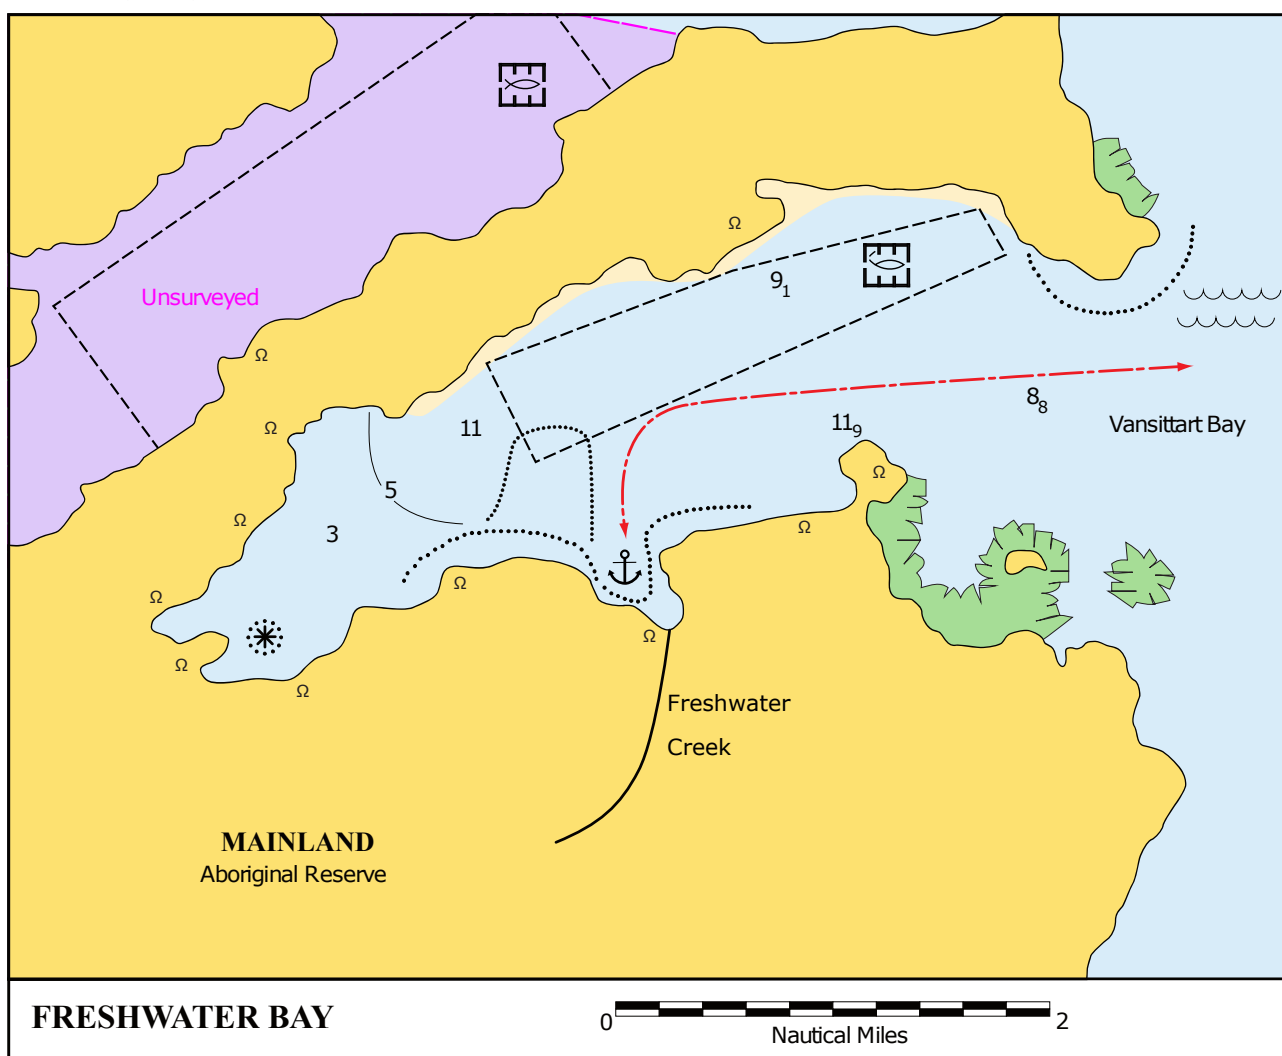 Unsurveyed
9₁
8₈
11
11₉
Vansittart Bay
5
3
Freshwater
Creek
MAINLAND
Aboriginal Reserve
FRESHWATER BAY
0
2
Nautical Miles